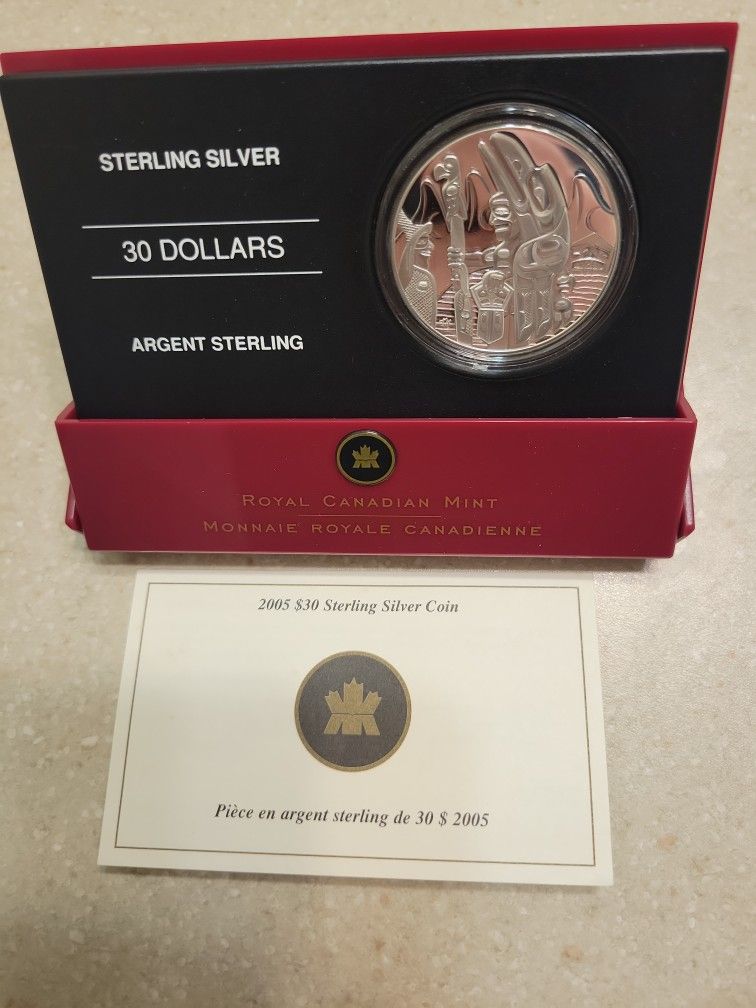 STERLING SILVER
30 DOLLARS
ARGENT STERLING
ROYAL CANADIAN MINT
MONNAIE ROYALE CANADIENNE
2005 $30 Sterling Silver Coin
Pièce en argent sterling de 30 $ 2005